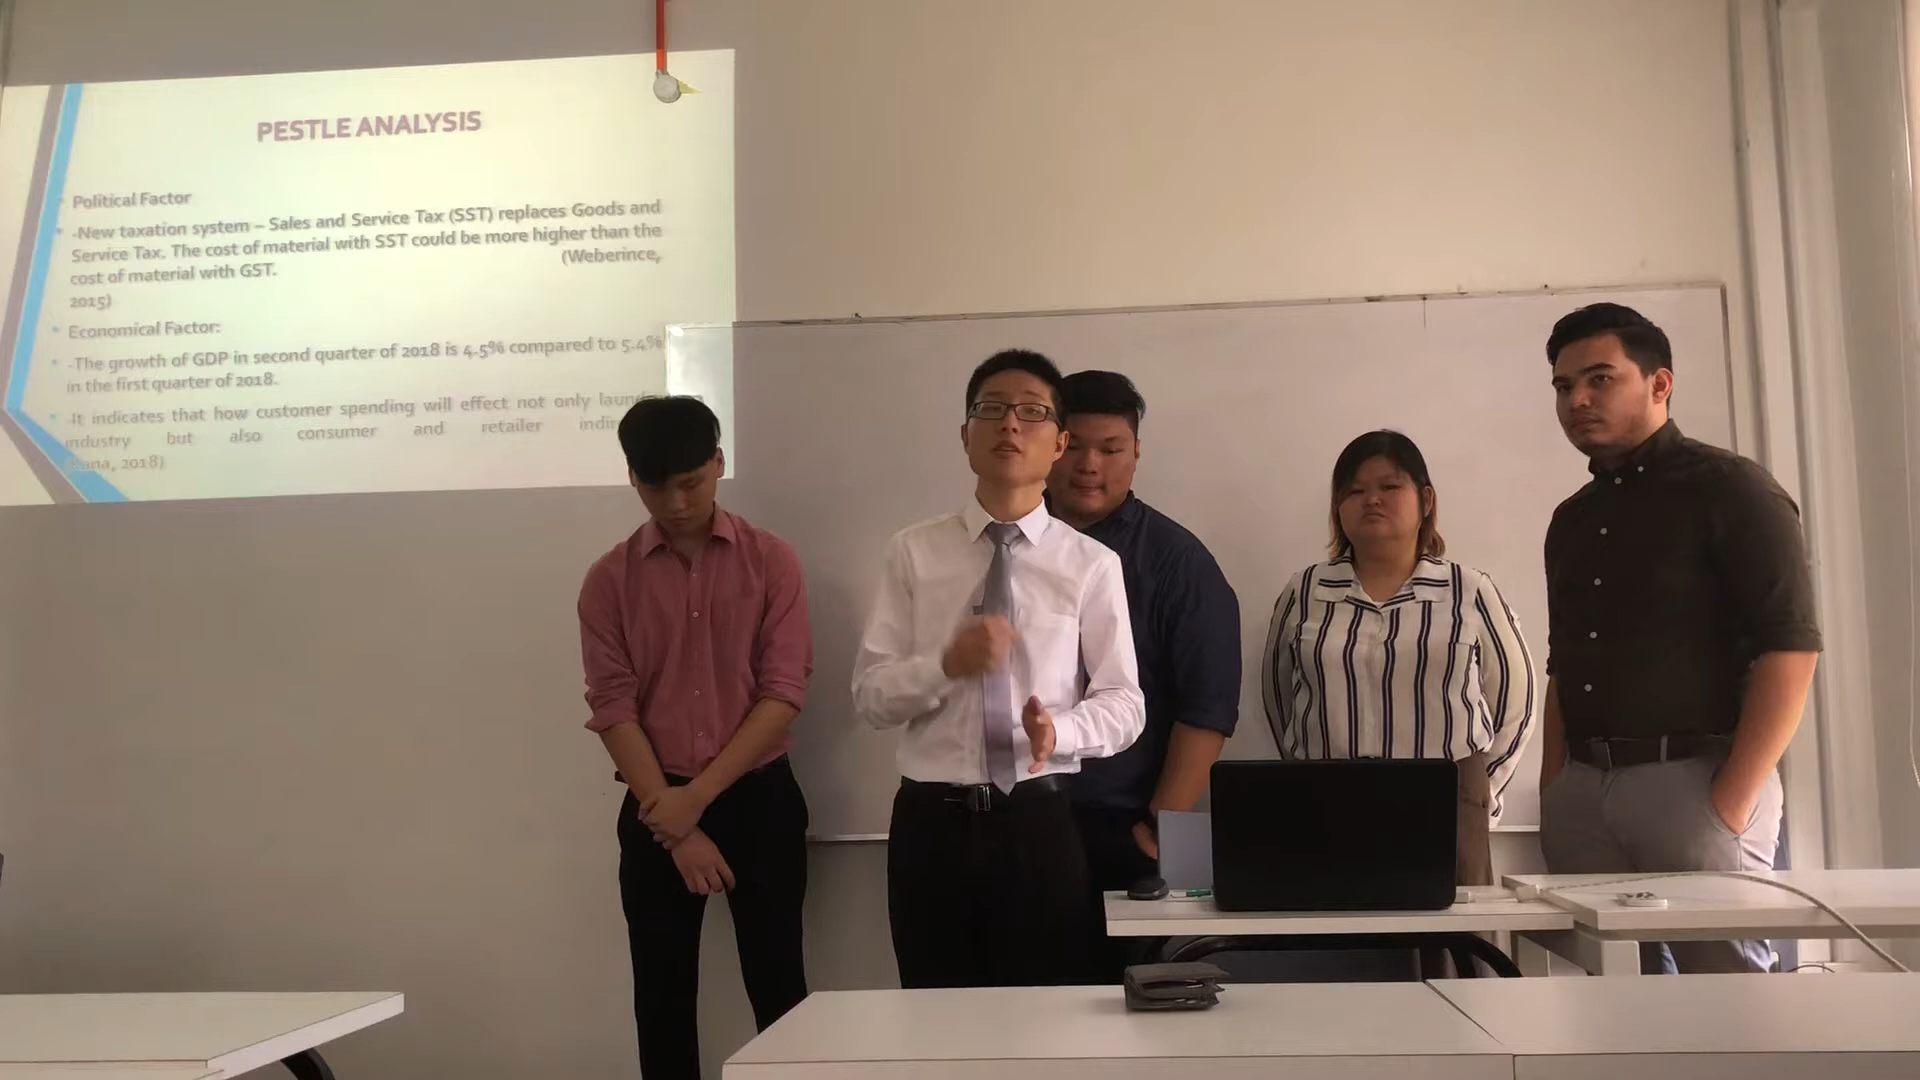 PESTLE ANALYSIS
Political Factor
-New taxation system – Sales and Service Tax (SST) replaces Goods and
Service Tax. The cost of material with SST could be more higher than the
cost of material with GST. (Weberince,
2015)
Economical Factor:
-The growth of GDP in second quarter of 2018 is 4.5% compared to 5.4%
in the first quarter of 2018.
-It indicates that how customer spending will effect not only
industry but also consumer and retailer
2018)